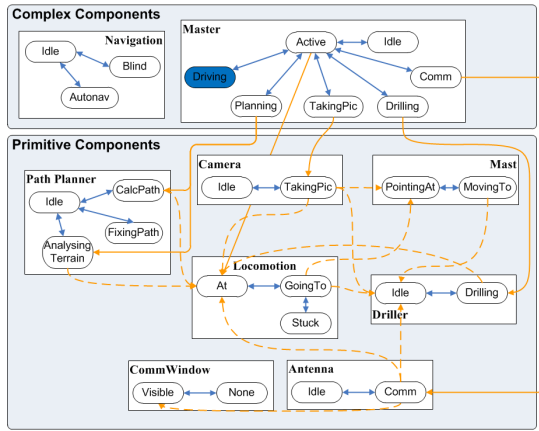 Complex Components
Navigation
Idle
Blind
Autonav
Master
Active
Idle
Driving
Comm
Planning
TakingPic
Drilling
Primitive Components
Path Planner
CalcPath
Idle
FixingPath
Analysing
Terrain
Camera
Idle
TakingPic
Mast
PointingAt
MovingTo
Locomotion
At
GoingTo
Stuck
Idle
Drilling
Driller
CommWindow
Visible
None
Antenna
Idle
Comm